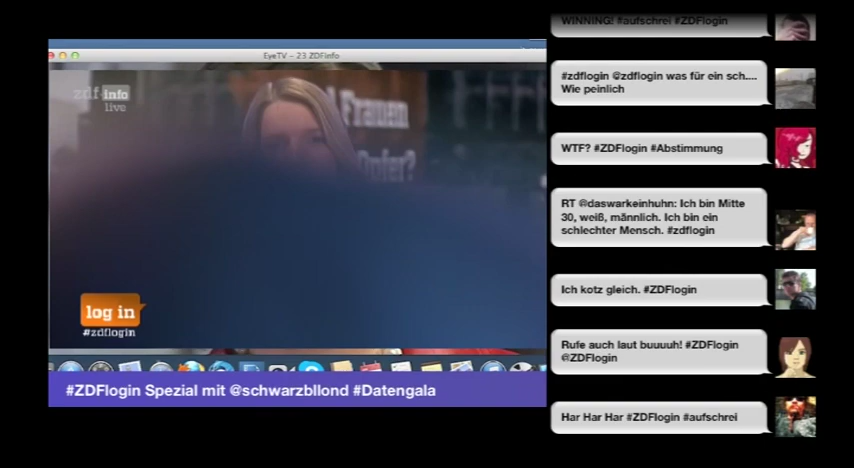 EyeTV – 23 ZDFinfo
zdf info
live
Frauen
Opfer?
log in
#zdflogin
#ZDFlogin Spezial mit @schwarzbllond #Datengala
WINNING! #aufschrei #ZDFlogin
#zdflogin @zdflogin was für ein sch....
Wie peinlich
WTF? #ZDFlogin #Abstimmung
RT @daswarkeinhuhn: Ich bin Mitte
30, weiß, männlich. Ich bin ein
schlechter Mensch. #zdflogin
Ich kotz gleich. #ZDFlogin
Rufe auch laut buuuuh! #ZDFlogin
@ZDFlogin
Har Har Har #ZDFlogin #aufschrei